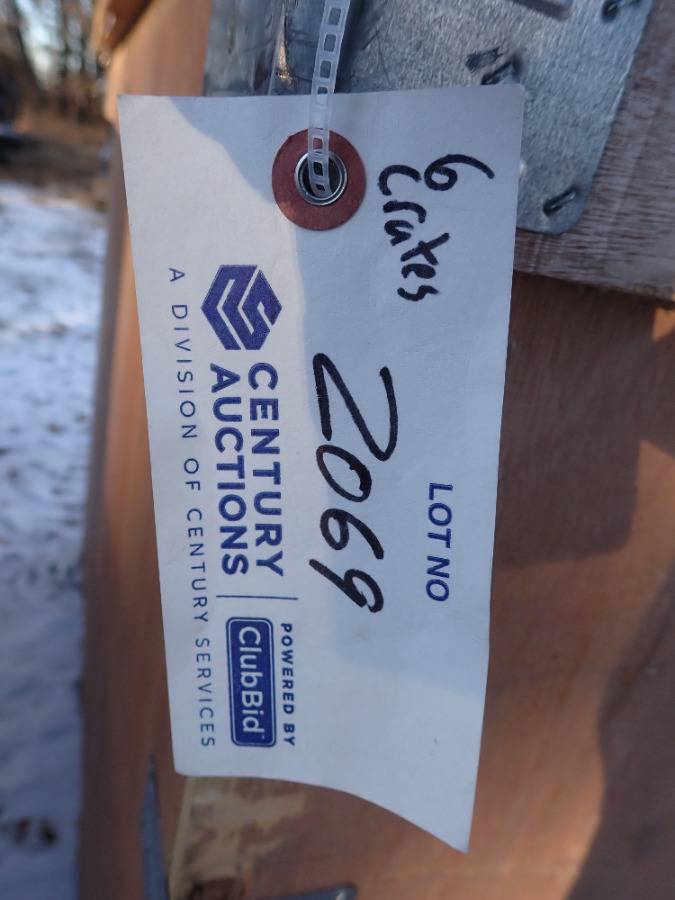 6
Crates
LOT NO
2069
CENTURY
AUCTIONS
A DIVISION OF CENTURY SERVICES
POWERED BY
ClubBid